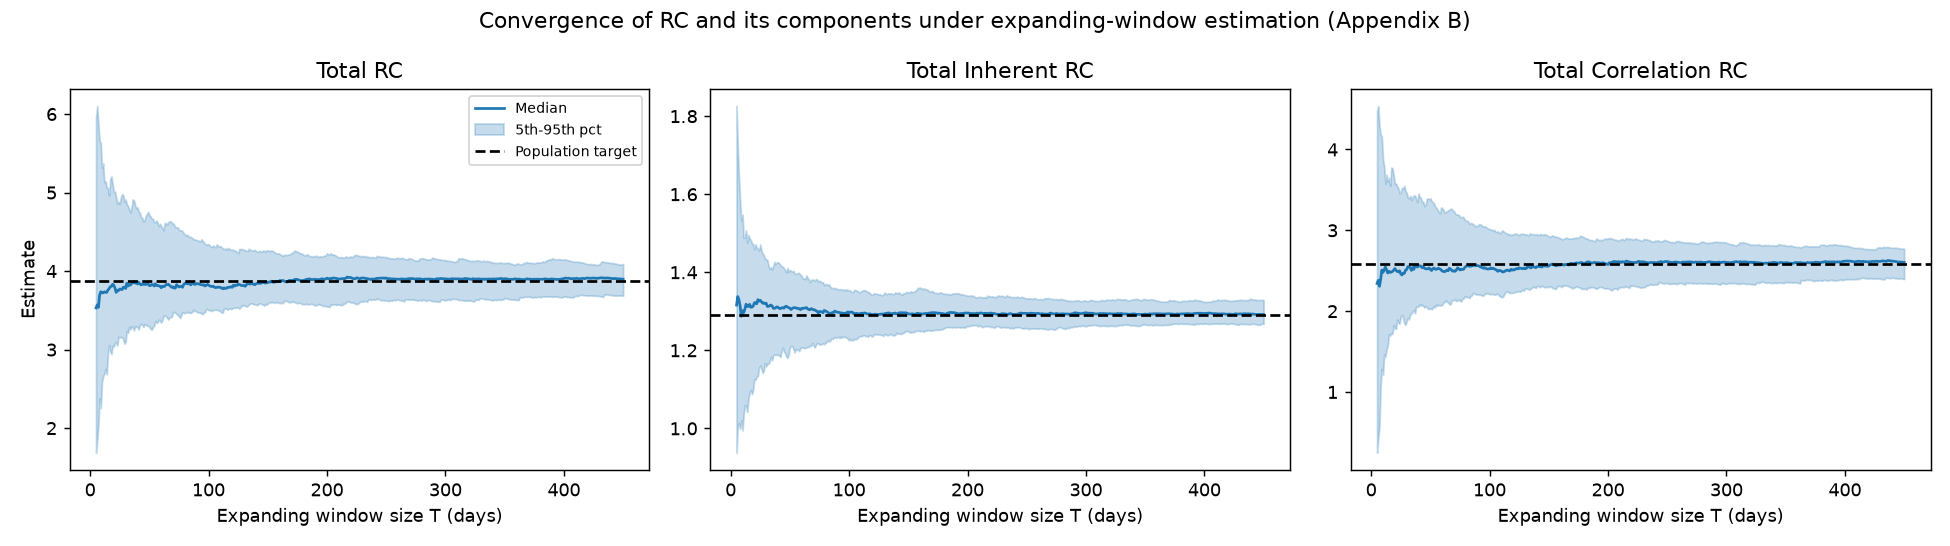 Convergence of RC and its components under expanding-window estimation (Appendix B)
Total RC
6
5
4
3
2
Estimate
Median
5th-95th pct
Population target
0 100 200 300 400
Expanding window size T (days)
Total Inherent RC
1.8
1.6
1.4
1.2
1.0
0 100 200 300 400
Expanding window size T (days)
Total Correlation RC
4
3
2
1
0 100 200 300 400
Expanding window size T (days)